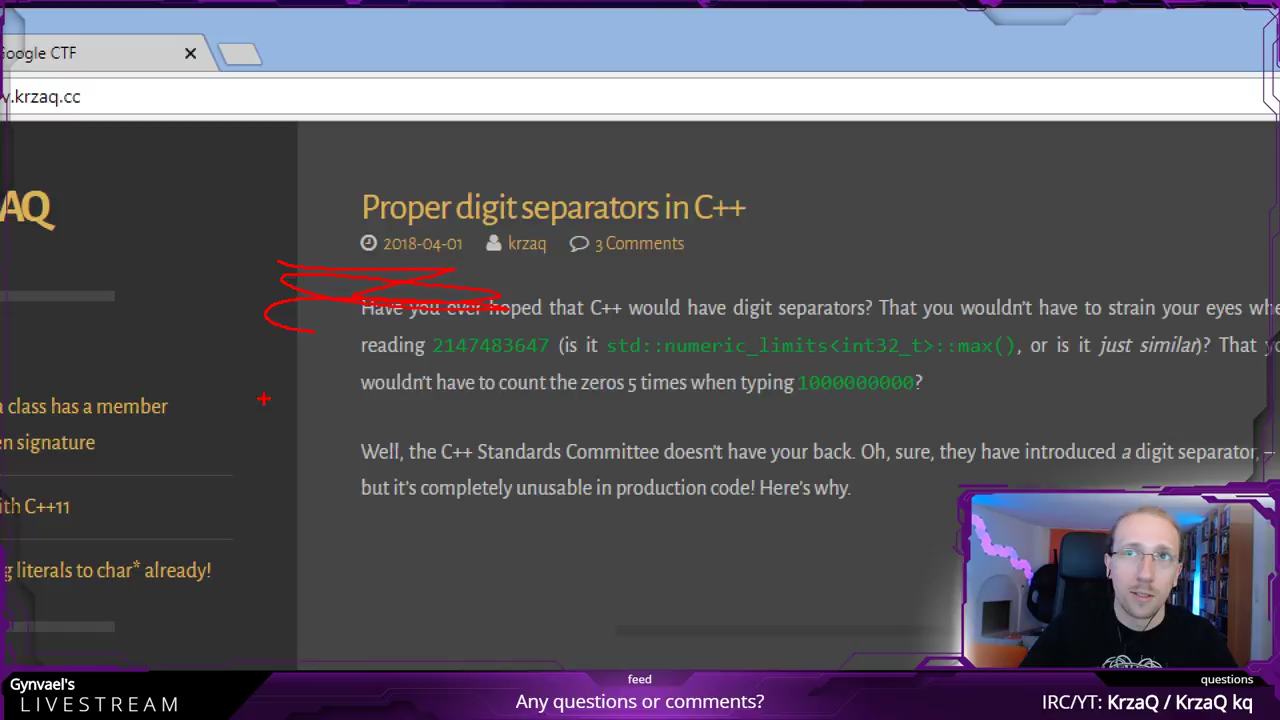 Google CTF
v.krzaq.cc
AQ
a class has a member
en signature
ith C++11
g literals to char* already!
Proper digit separators in C++
2018-04-01 krzaq 3 Comments
Have you ever hoped that C++ would have digit separators? That you wouldn't have to strain your eyes whe
reading 2147483647 (is it std::numeric_limits<int32_t>::max(), or is it just similar)? That yo
wouldn't have to count the zeros 5 times when typing 1000000000?
Well, the C++ Standards Committee doesn't have your back. Oh, sure, they have introduced a digit separator, –
but it's completely unusable in production code! Here's why.
Gynvael's
LIVESTREAM
feed
Any questions or comments?
questions
IRC/YT: KrzaQ / KrzaQ kq